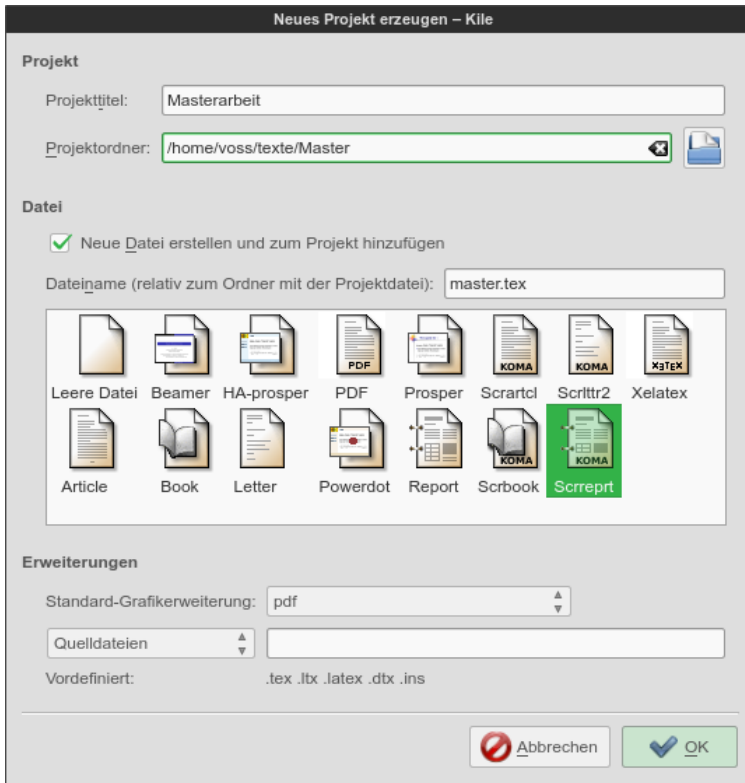 Neues Projekt erzeugen – Kile
Projekt
Projekttitel: Masterarbeit
Projektordner: /home/voss/texte/Master
Datei
Neue Datei erstellen und zum Projekt hinzufügen
Dateiname (relativ zum Ordner mit der Projektdatei): master.tex
PDF KOMA KOMA XƎTEX
Leere Datei Beamer HA-prosper PDF Prosper Scrartcl Scrlttr2 Xelatex
KOMA KOMA
Article Book Letter Powerdot Report Scrbook Scrreprt
Erweiterungen
Standard-Grafikerweiterung: pdf
Quelldateien
Vordefiniert: .tex .ltx .latex .dtx .ins
Abbrechen OK